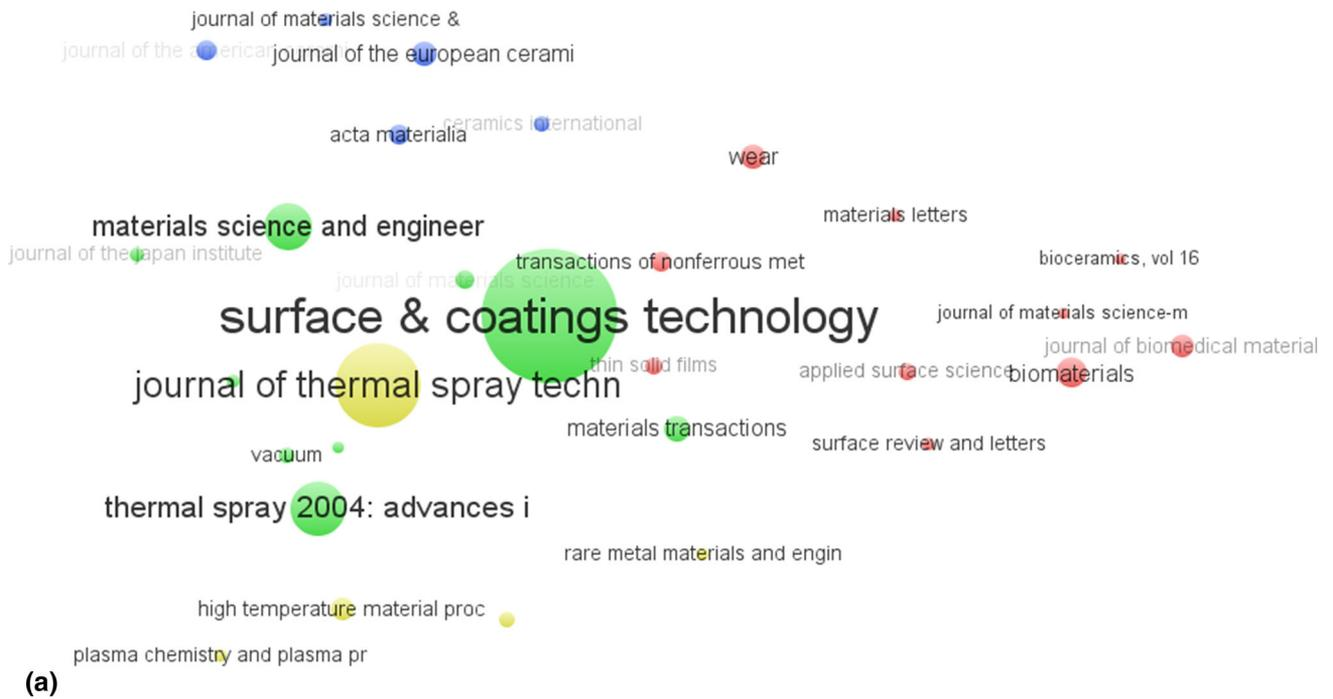 journal of materials science &
journal of the american cerami
journal of the european cerami
ceramics international
acta materialia
wear
materials letters
materials science and engineer
journal of the japan institute
transactions of nonferrous met
bioceramics, vol 16
journal of materials science
surface & coatings technology
journal of materials science-m
journal of biomedical material
thin solid films
applied surface science
biomaterials
journal of thermal spray techn
materials transactions
surface review and letters
vacuum
thermal spray 2004: advances i
rare metal materials and engin
high temperature material proc
plasma chemistry and plasma pr
(a)